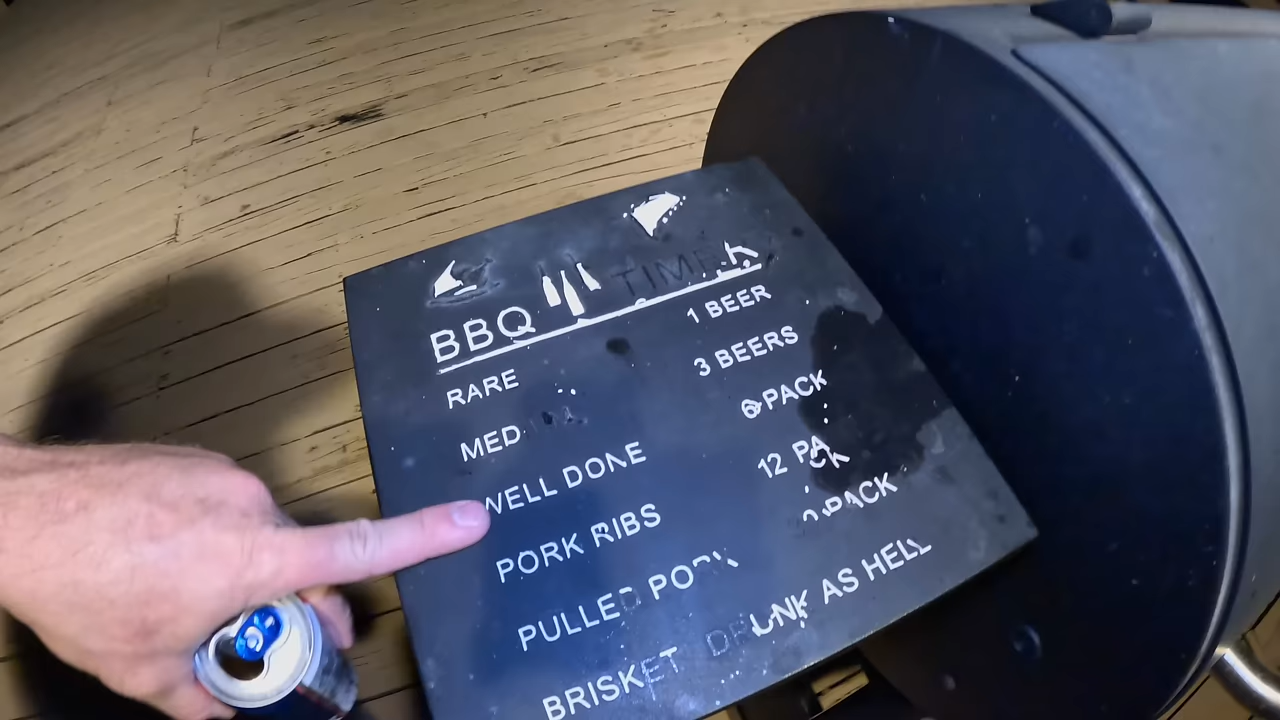 BBQ TIMER
RARE 1 BEER
MED 3 BEERS
WELL DONE 6 PACK
PORK RIBS 12 PACK
PULLED PORK PACK
BRISKET DRUNK AS HELL